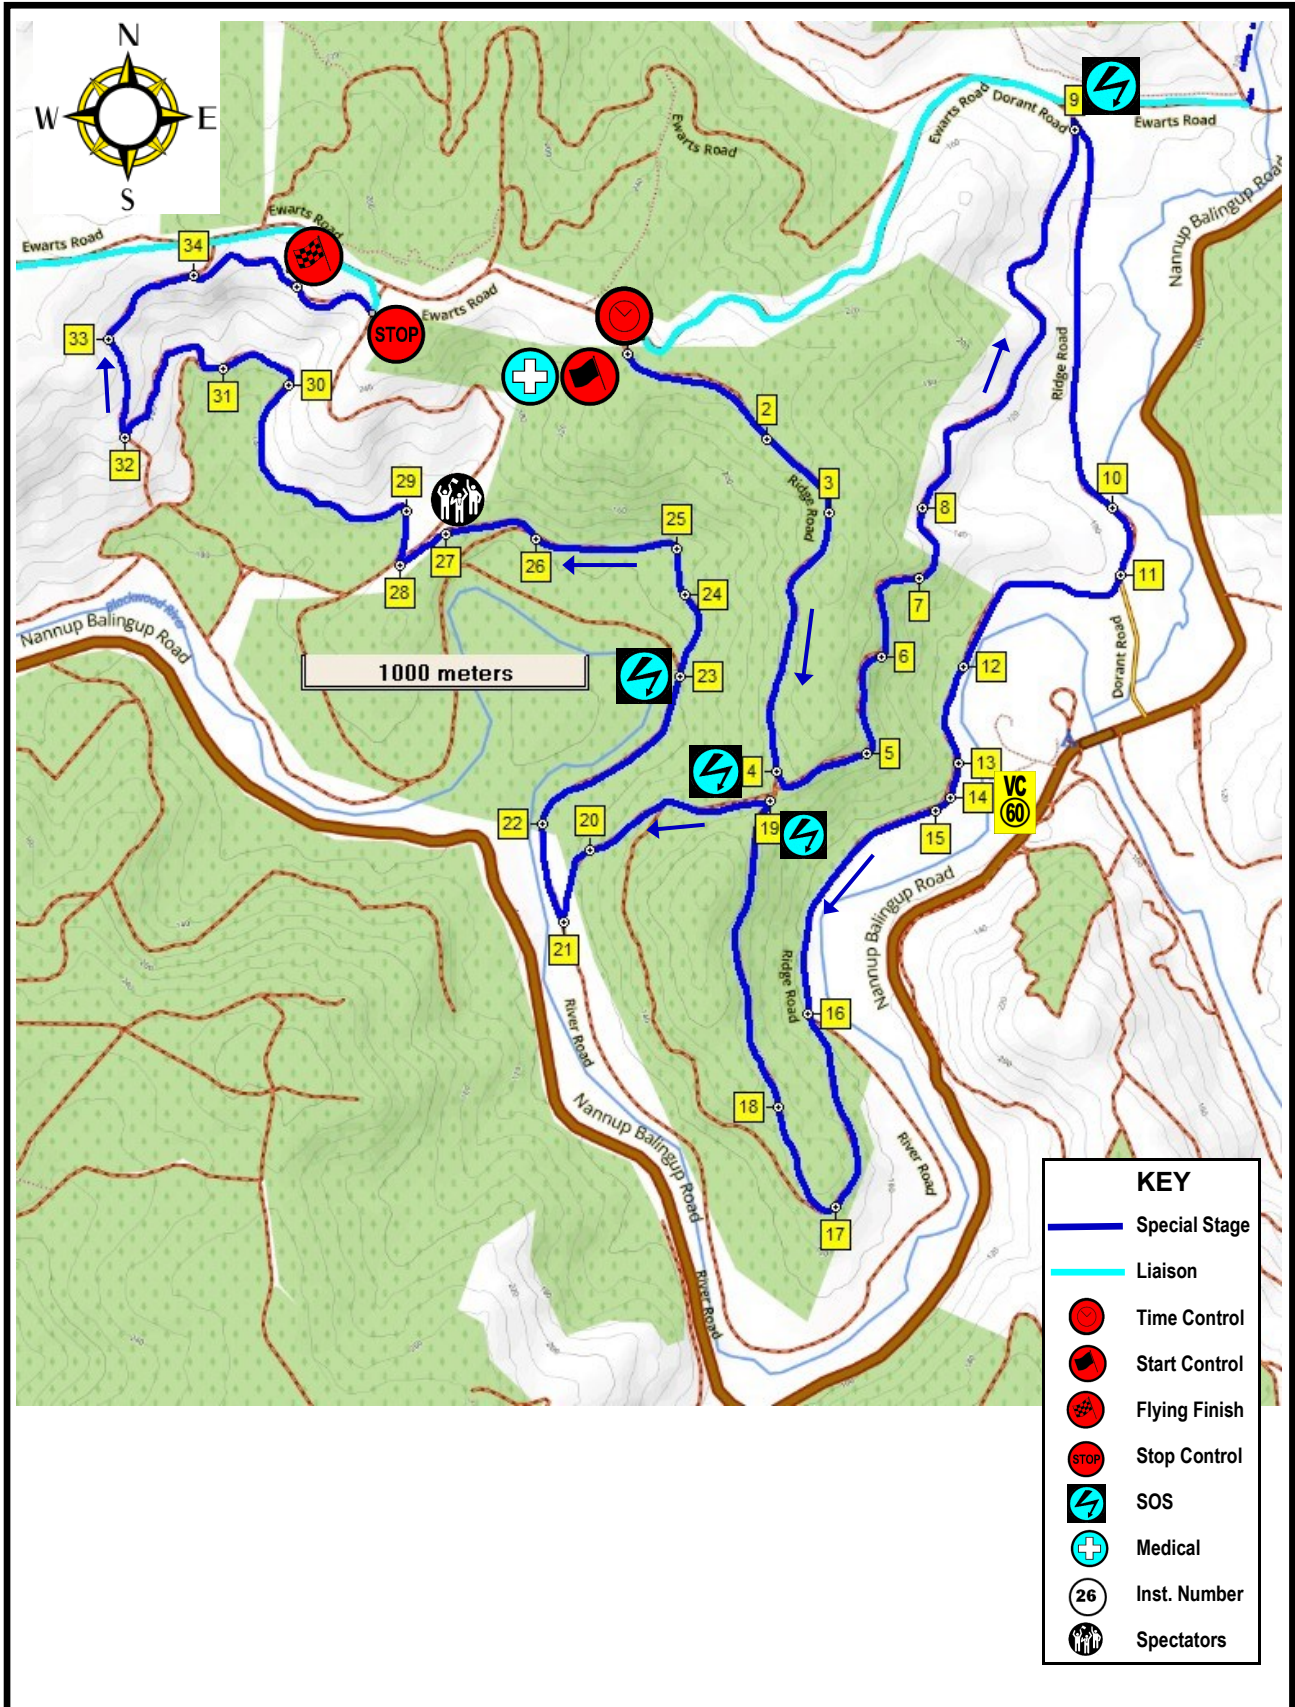 N
W
E
S
9
Ewarts Road
Dorant Road
Ewarts Road
Ewarts Road
Nannup Balingup Road
Ewarts Road
Ewarts Road
34
Ewarts Road
STOP
33
2
Ridge Road
30
31
32
3
Ridge Road
29
10
8
25
27
26
28
11
7
24
Blackwood River
Nannup Balingup Road
6
Dorant Road
12
1000 meters
23
5
4
13
VC
60
14
15
19
20
22
Nannup Balingup Road
21
Ridge Road
16
River Road
18
Nannup Balingup Road
River Road
17
River Road
KEY
Special Stage
Liaison
Time Control
Start Control
Flying Finish
STOP Stop Control
SOS
Medical
26 Inst. Number
Spectators